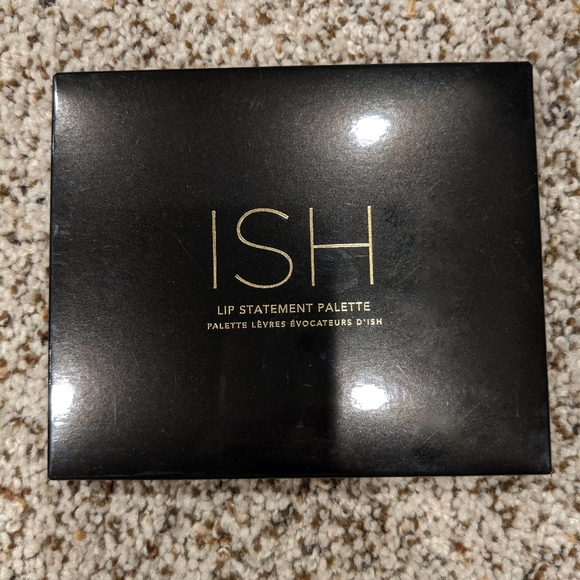 ISH
LIP STATEMENT PALETTE
PALETTE LÈVRES ÉVOCATEURS D'ISH